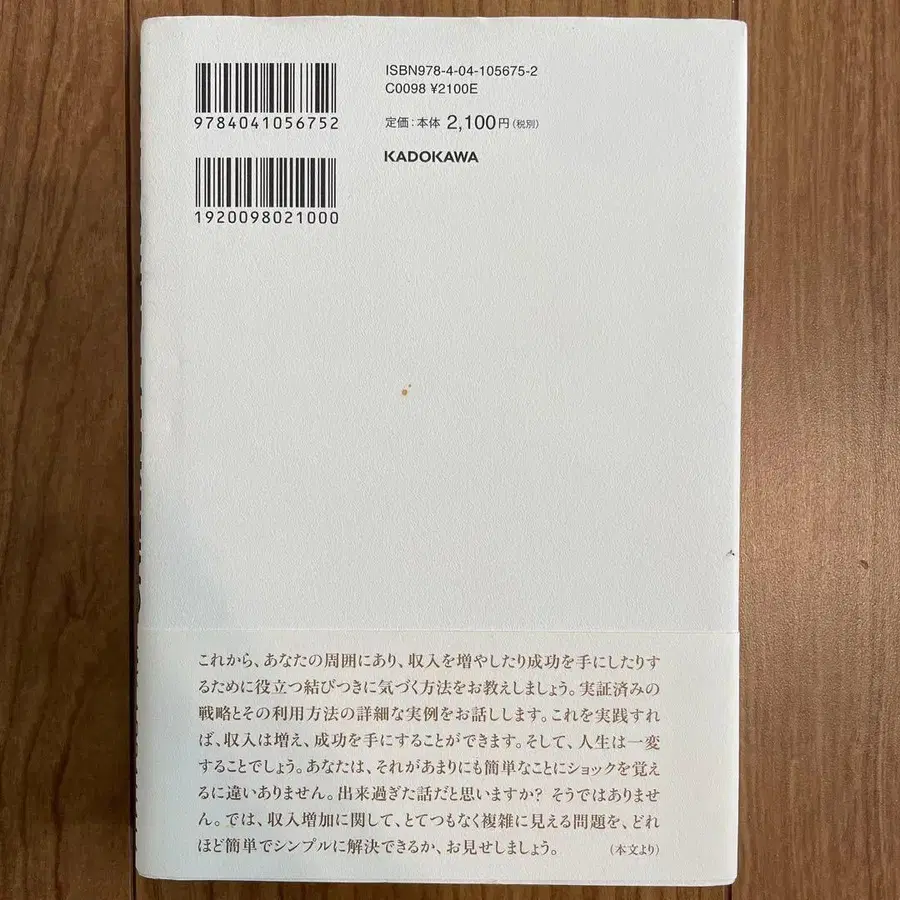 ISBN978-4-04-105675-2
C0098 ¥2100E
9784041056752
定価：本体 2,100円（税別）
KADOKAWA
1920098021000
これから、あなたの周囲にあり、収入を増やしたり成功を手にしたりす
るために役立つ結びつきに気づく方法をお教えしましょう。実証済みの
戦略とその利用方法の詳細な実例をお話しします。これを実践すれ
ば、収入は増え、成功を手にすることができます。そして、人生は一変
することでしょう。あなたは、それがあまりにも簡単なことにショックを覚え
るに違いありません。出来過ぎた話だと思いますか？ そうではありませ
ん。では、収入増加に関して、とてつもなく複雑に見える問題を、どれ
ほど簡単でシンプルに解決できるか、お見せしましょう。 （本文より）